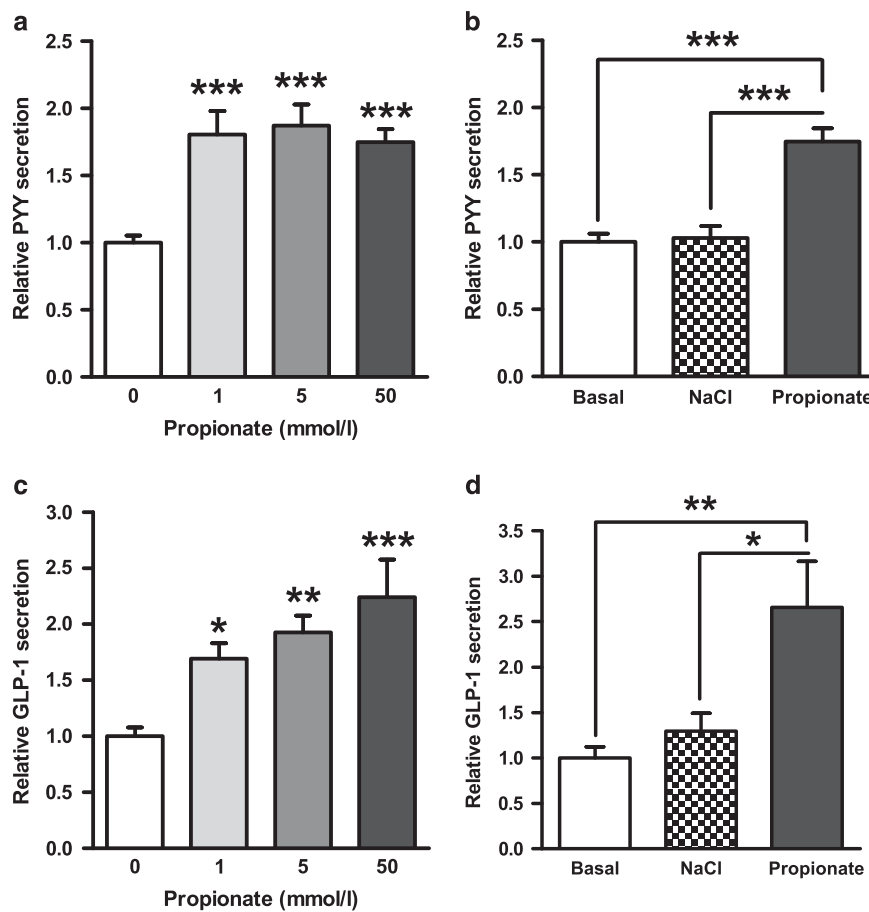 a
Relative PYY secretion
2.5
2.0
1.5
1.0
0.5
0.0
***
***
***
0 1 5 50
Propionate (mmol/l)
b
Relative PYY secretion
2.5
2.0
1.5
1.0
0.5
0.0
***
***
Basal NaCl Propionate
c
Relative GLP-1 secretion
3.0
2.5
2.0
1.5
1.0
0.5
0.0
*
**
***
0 1 5 50
Propionate (mmol/l)
d
Relative GLP-1 secretion
3.5
3.0
2.5
2.0
1.5
1.0
0.5
0.0
**
*
Basal NaCl Propionate